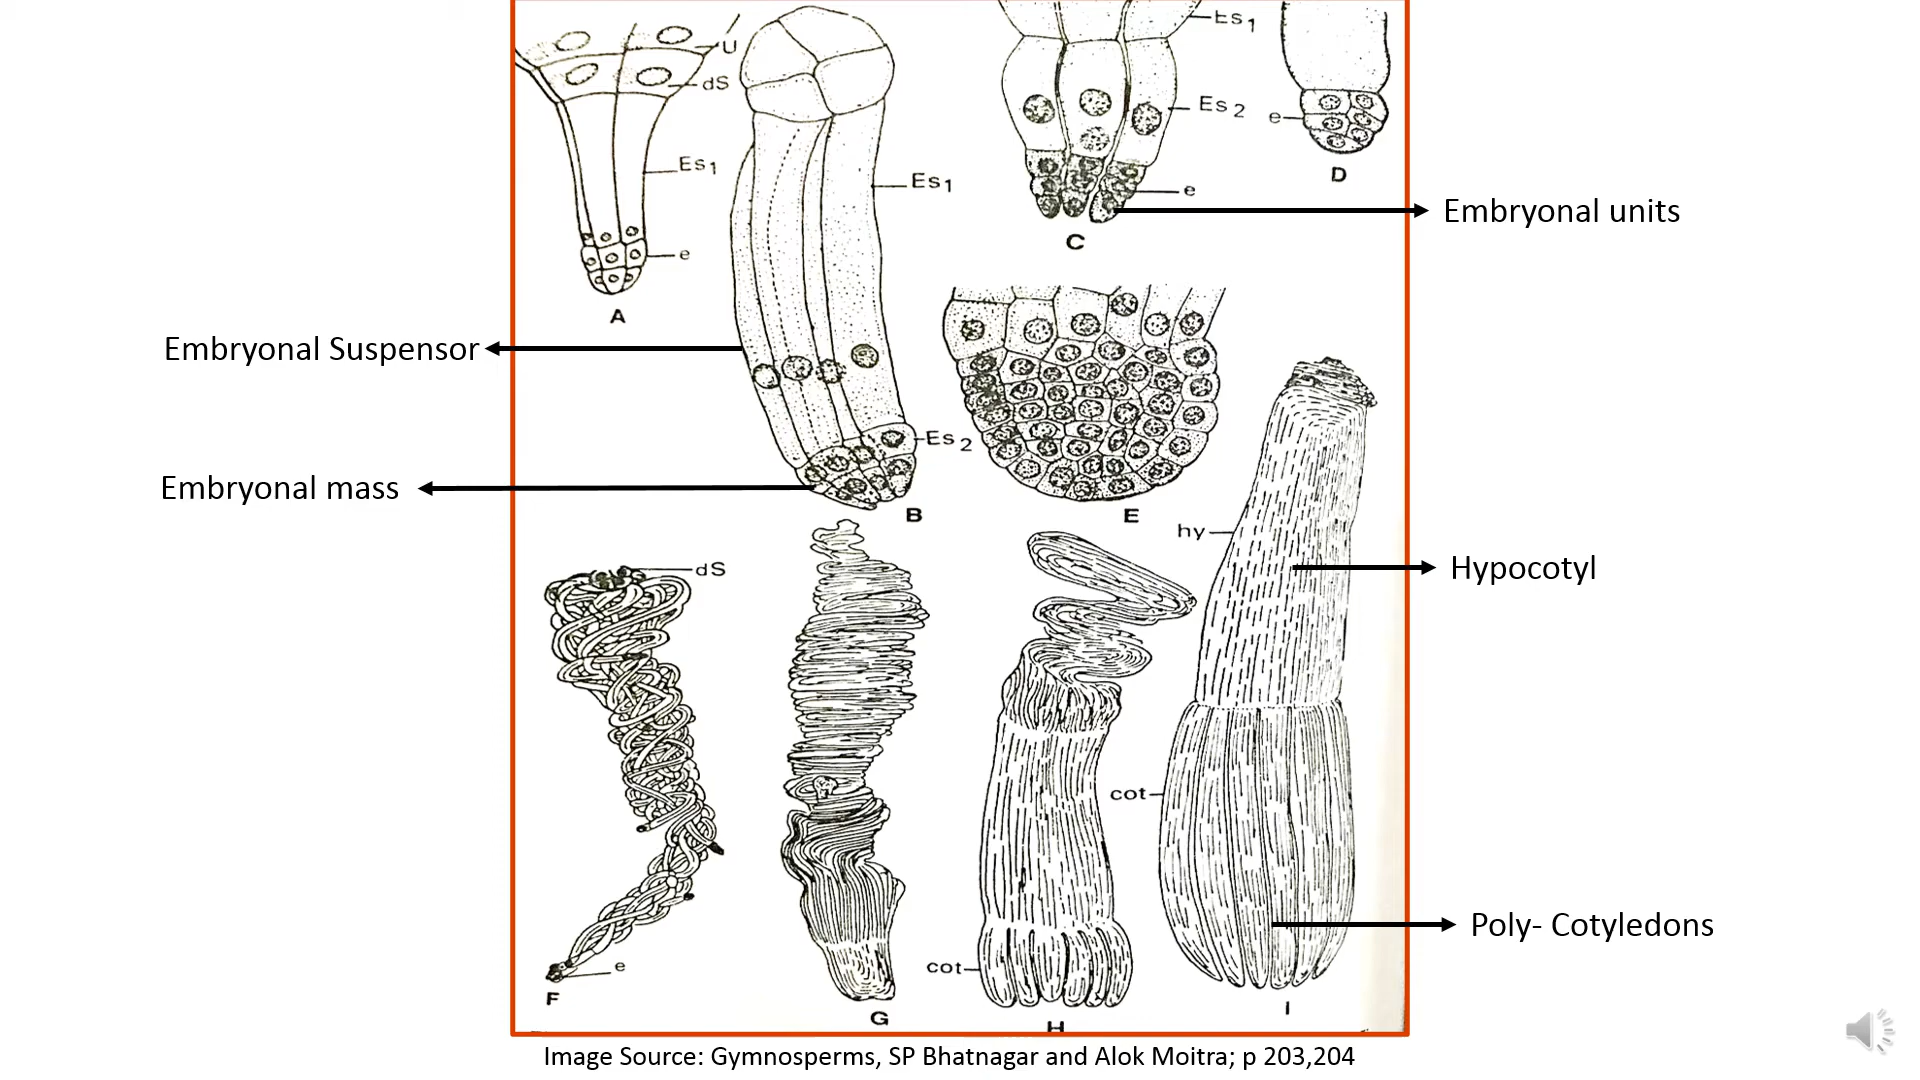 U
dS
Es1
e
A
Es1
Es2
B
Es1
Es2
e
C
e
D
Embryonal units
Embryonal Suspensor
Embryonal mass
E
hy
Hypocotyl
dS
e
F
G
cot
H
cot
I
Poly- Cotyledons
Image Source: Gymnosperms, SP Bhatnagar and Alok Moitra; p 203,204